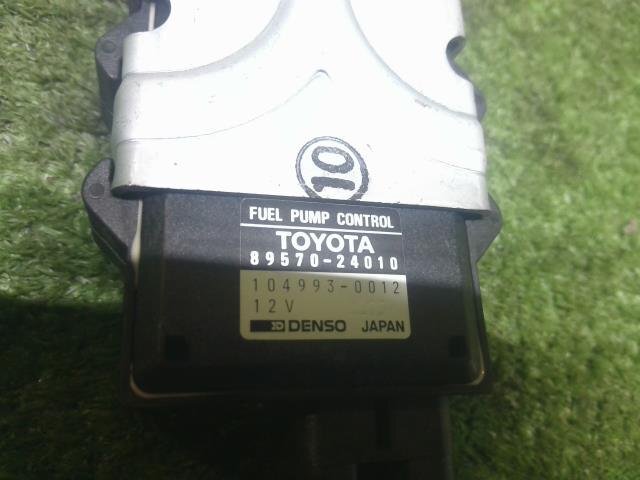 10
FUEL PUMP CONTROL
TOYOTA
89570-24010
104993-0012
12V
DENSO JAPAN